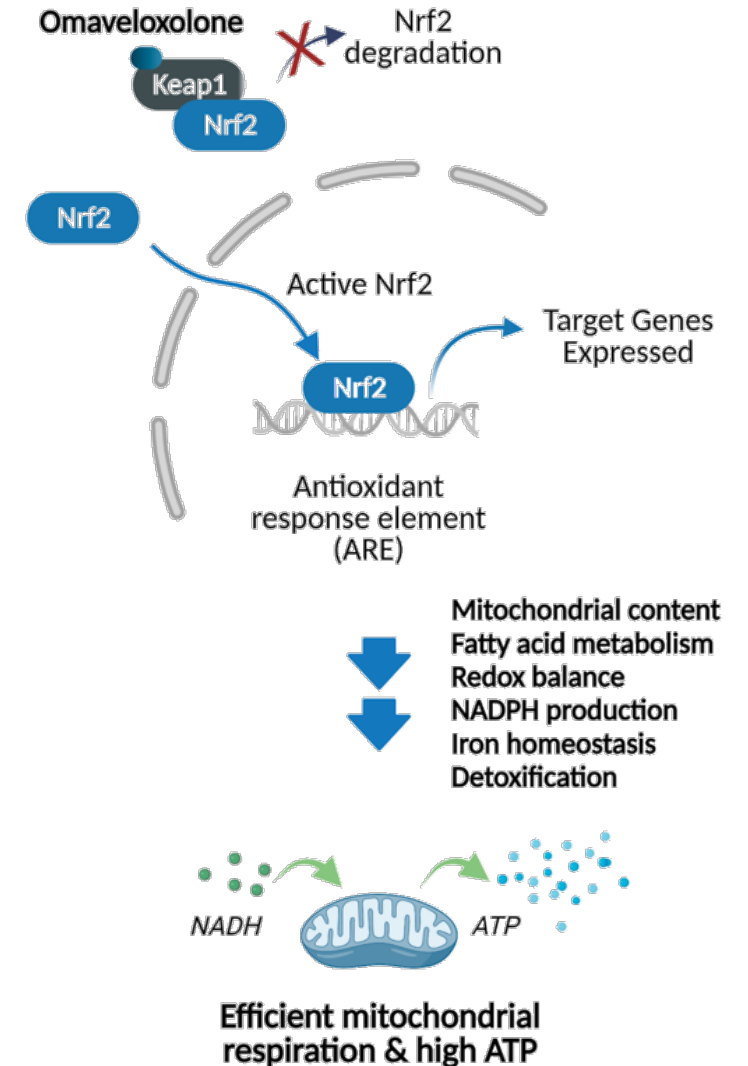 Omaveloxolone
Nrf2
degradation
Keap1
Nrf2
Nrf2
Active Nrf2
Target Genes
Expressed
Nrf2
Antioxidant
response element
(ARE)
Mitochondrial content
Fatty acid metabolism
Redox balance
NADPH production
Iron homeostasis
Detoxification
NADH
ATP
Efficient mitochondrial
respiration & high ATP